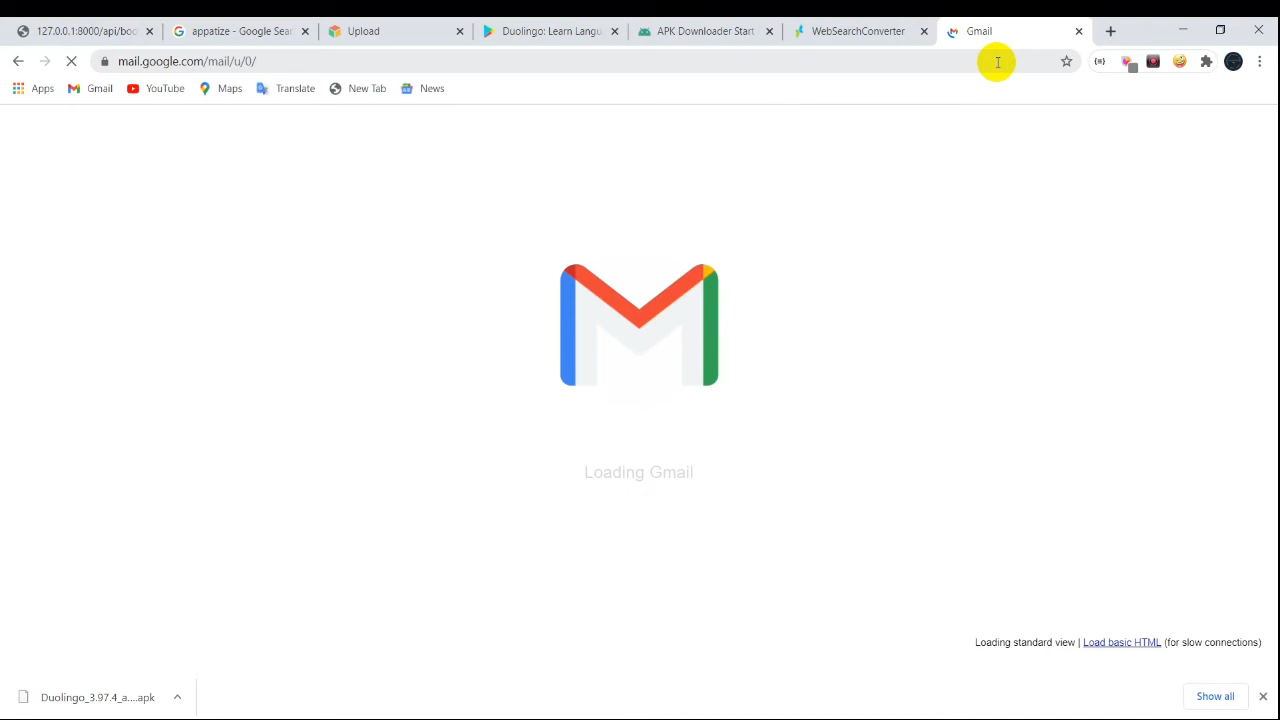 127.0.0.1:8000/api/boo
appatize - Google Sear
Upload
Duolingo: Learn Langu
APK Downloader Start
WebSearchConverter
Gmail
mail.google.com/mail/u/0/
Apps
Gmail
YouTube
Maps
Translate
New Tab
News
Loading Gmail
Loading standard view | Load basic HTML (for slow connections)
Duolingo_3.97.4_a....apk
Show all